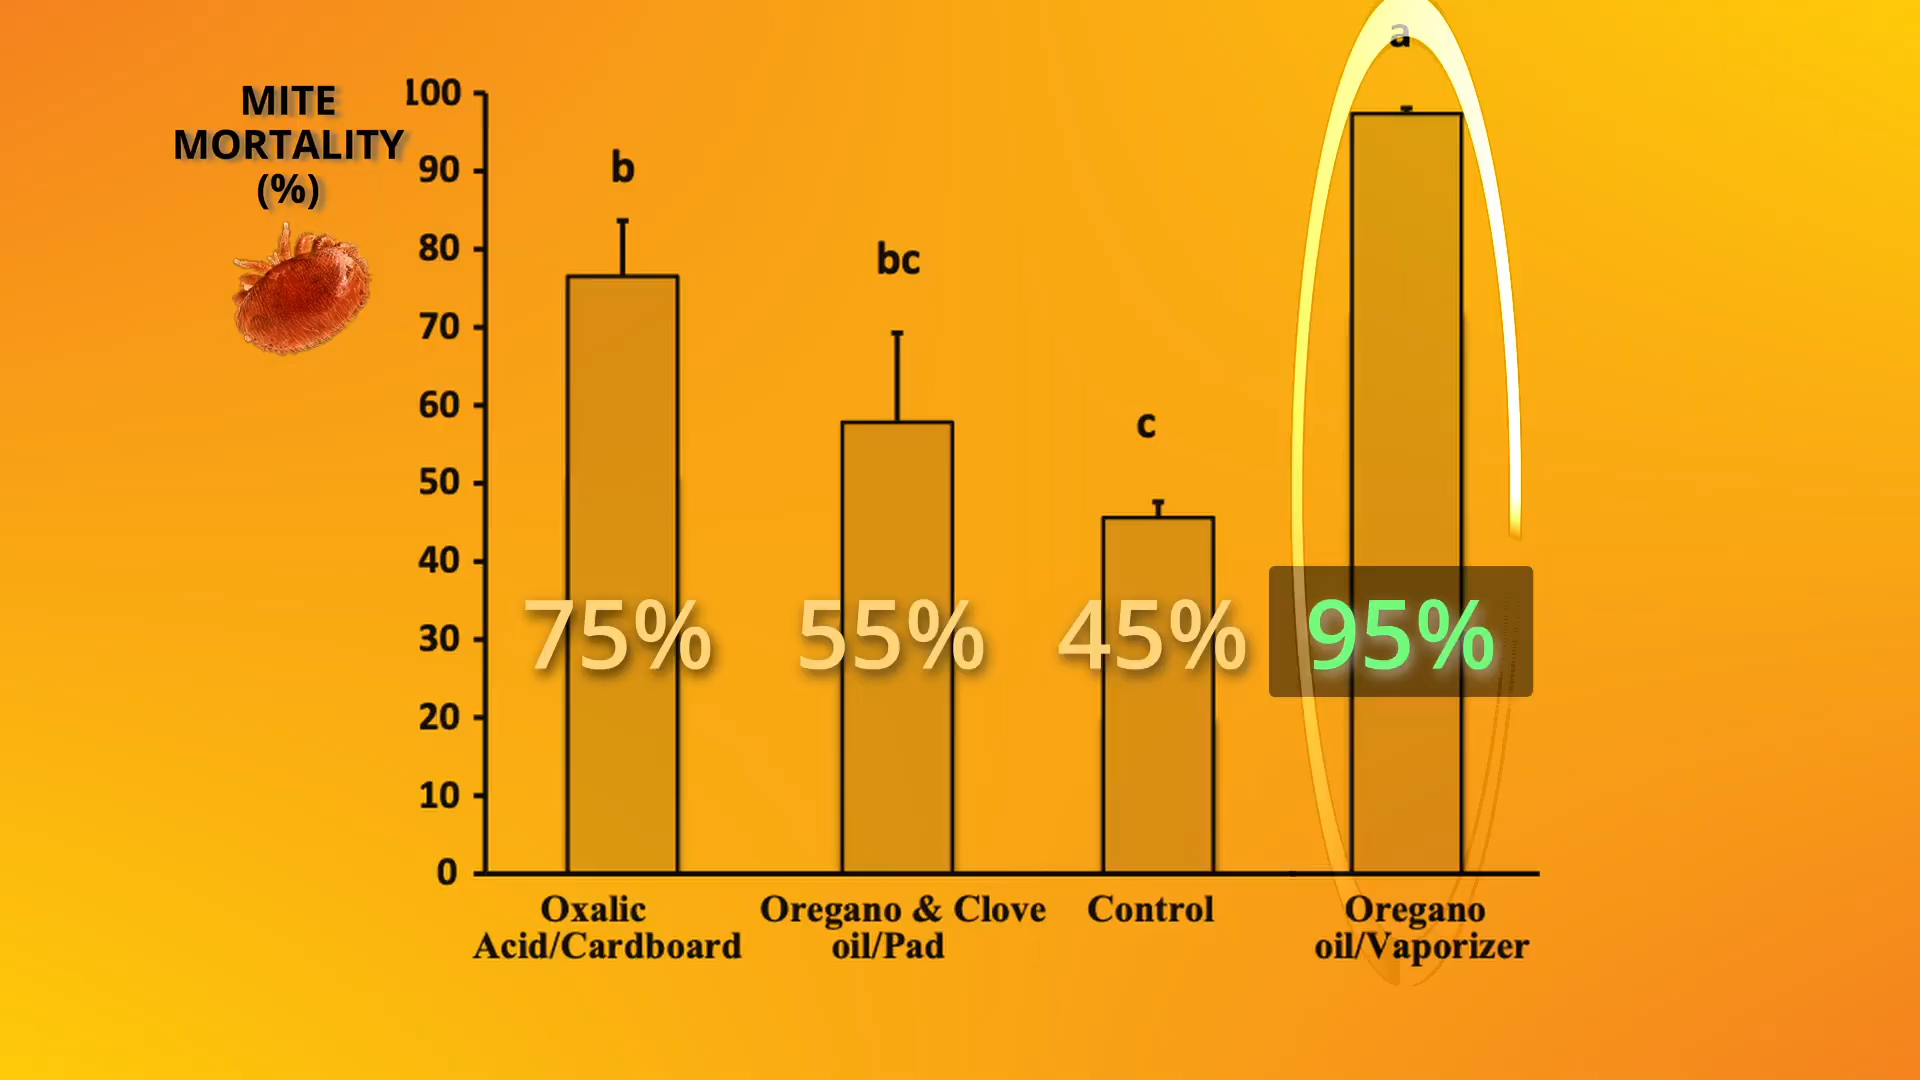 MITE
MORTALITY
(%)
100
90
80
70
60
50
40
30
20
10
0
b
bc
c
a
75%
55%
45%
95%
Oxalic
Acid/Cardboard
Oregano & Clove
oil/Pad
Control
Oregano
oil/Vaporizer